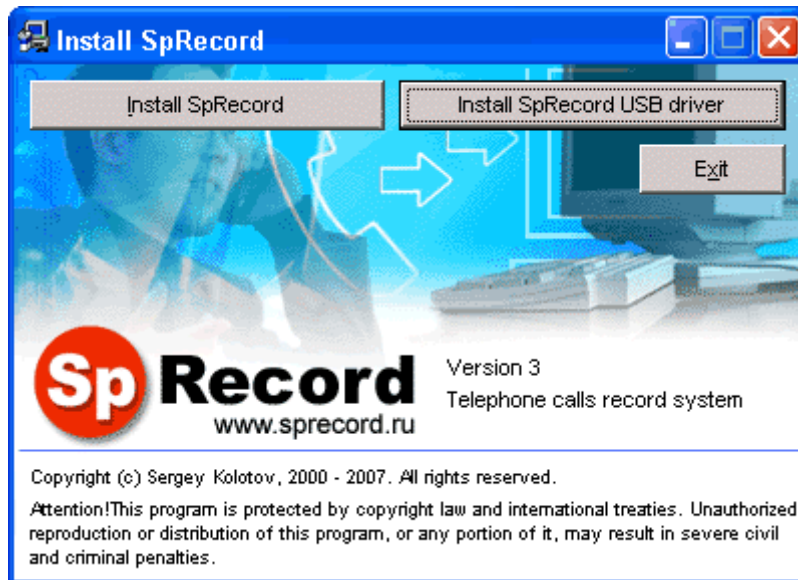 Install SpRecord
Install SpRecord
Install SpRecord USB driver
Exit
Sp Record
www.sprecord.ru
Version 3
Telephone calls record system
Copyright (c) Sergey Kolotov, 2000 - 2007. All rights reserved.
Attention!This program is protected by copyright law and international treaties. Unauthorized
reproduction or distribution of this program, or any portion of it, may result in severe civil
and criminal penalties.